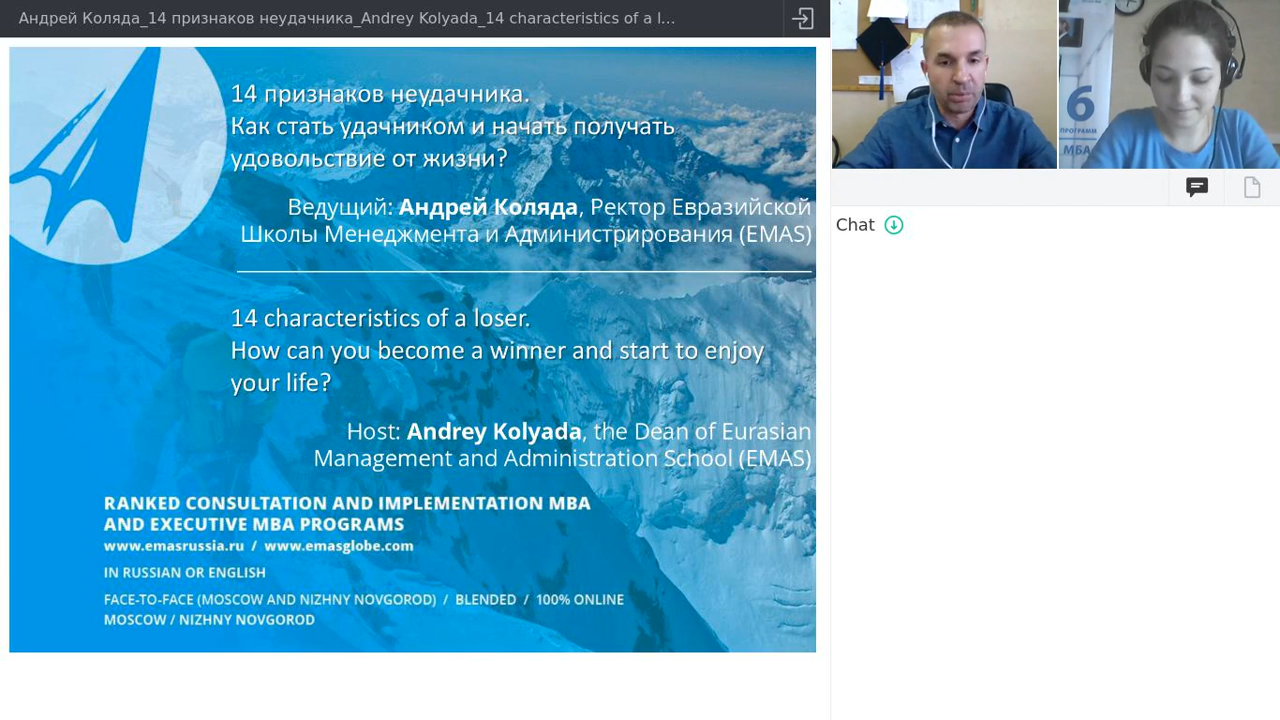 Андрей Коляда_14 признаков неудачника_Andrey Kolyada_14 characteristics of a l...
14 признаков неудачника.
Как стать удачником и начать получать
удовольствие от жизни?
Ведущий: Андрей Коляда, Ректор Евразийской
Школы Менеджмента и Администрирования (EMAS)
14 characteristics of a loser.
How can you become a winner and start to enjoy
your life?
Host: Andrey Kolyada, the Dean of Eurasian
Management and Administration School (EMAS)
RANKED CONSULTATION AND IMPLEMENTATION MBA
AND EXECUTIVE MBA PROGRAMS
www.emasrussia.ru / www.emasglobe.com
IN RUSSIAN OR ENGLISH
FACE-TO-FACE (MOSCOW AND NIZHNY NOVGOROD) / BLENDED / 100% ONLINE
MOSCOW / NIZHNY NOVGOROD
6
ПРОГРАММ
МБА
Chat